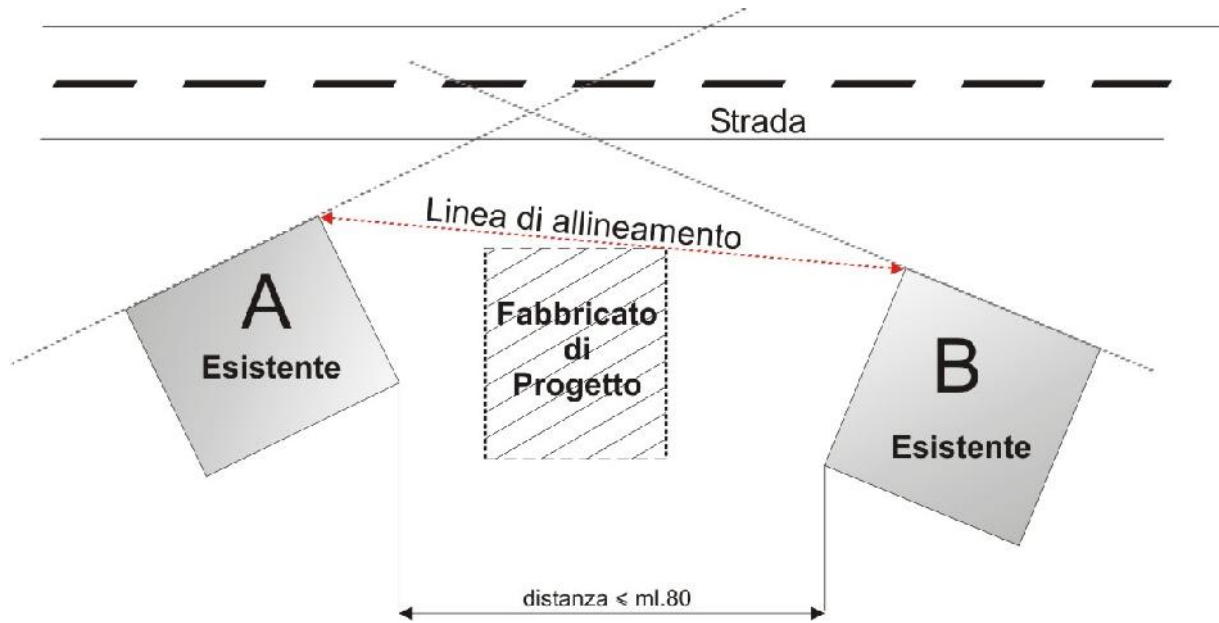 Strada
Linea di allineamento
A
Esistente
Fabbricato
di
Progetto
B
Esistente
distanza ≤ ml.80